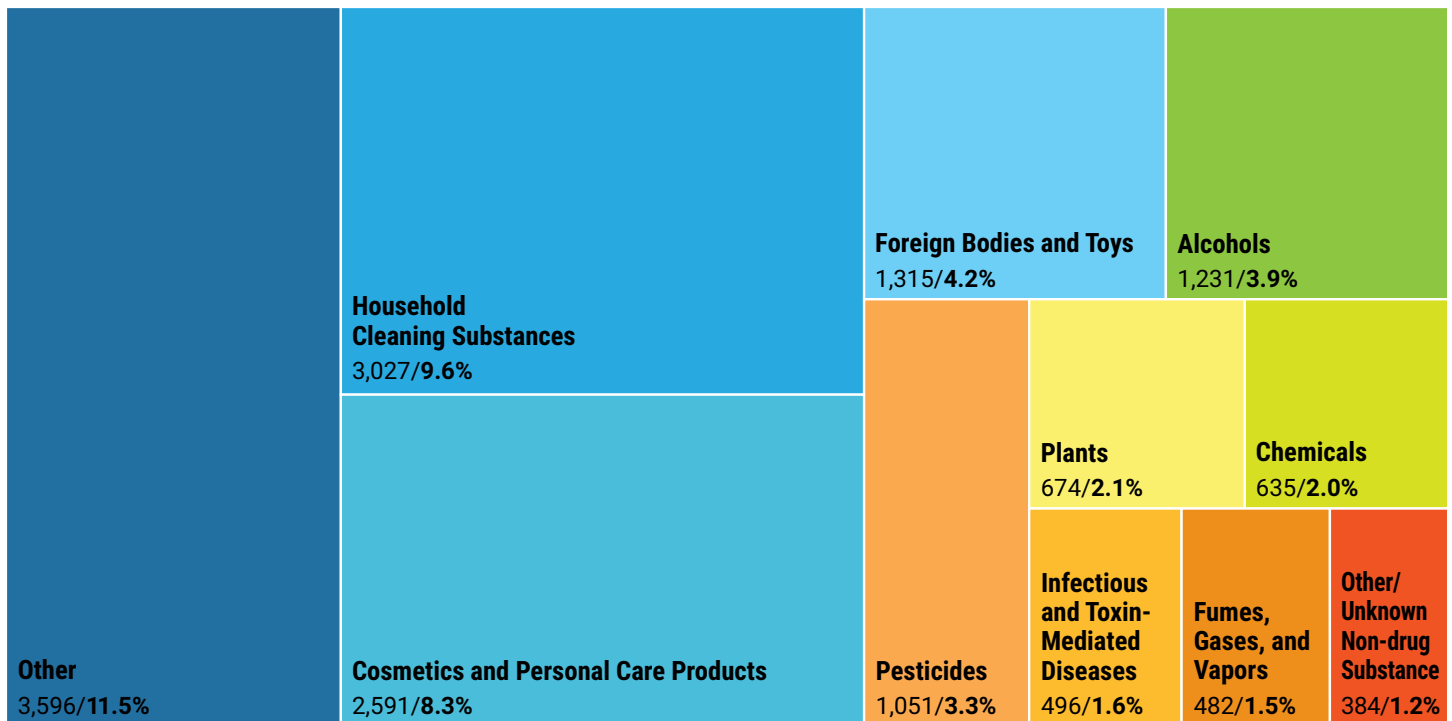 Other
3,596/11.5%
Household
Cleaning Substances
3,027/9.6%
Cosmetics and Personal Care Products
2,591/8.3%
Foreign Bodies and Toys
1,315/4.2%
Alcohols
1,231/3.9%
Pesticides
1,051/3.3%
Plants
674/2.1%
Chemicals
635/2.0%
Infectious
and Toxin-
Mediated
Diseases
496/1.6%
Fumes,
Gases, and
Vapors
482/1.5%
Other/
Unknown
Non-drug
Substance
384/1.2%